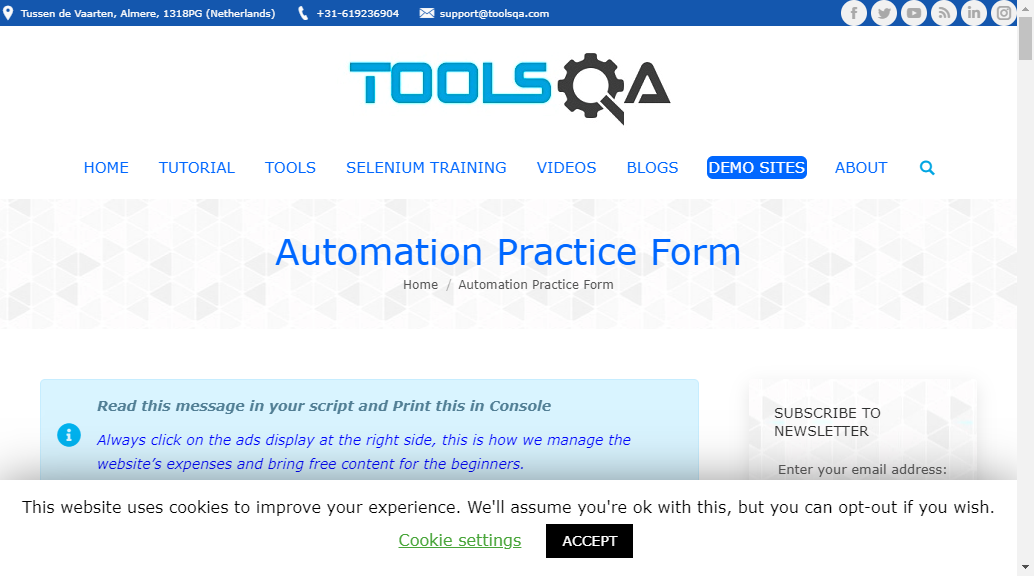 Tussen de Vaarten, Almere, 1318PG (Netherlands) +31-619236904 support@toolsqa.com
TOOLSQA
HOME TUTORIAL TOOLS SELENIUM TRAINING VIDEOS BLOGS DEMO SITES ABOUT
Automation Practice Form
Home / Automation Practice Form
Read this message in your script and Print this in Console
Always click on the ads display at the right side, this is how we manage the
website’s expenses and bring free content for the beginners.
SUBSCRIBE TO
NEWSLETTER
Enter your email address:
This website uses cookies to improve your experience. We'll assume you're ok with this, but you can opt-out if you wish.
Cookie settings ACCEPT